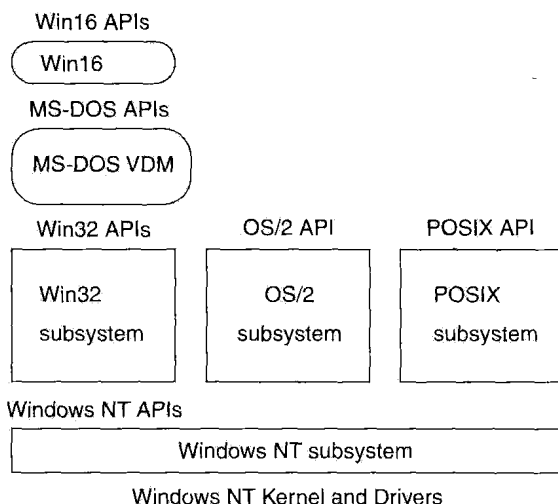 Win16 APIs
Win16
MS-DOS APIs
MS-DOS VDM
Win32 APIs
OS/2 API
POSIX API
Win32
subsystem
OS/2
subsystem
POSIX
subsystem
Windows NT APIs
Windows NT subsystem
Windows NT Kernel and Drivers